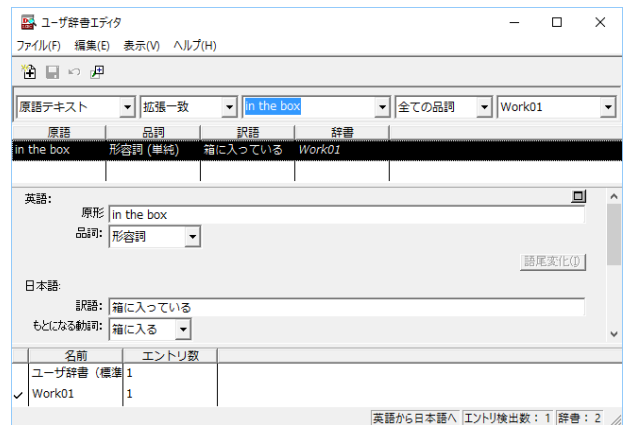 ユーザ辞書エディタ
ファイル(F) 編集(E) 表示(V) ヘルプ(H)
原語テキスト 拡張一致 in the box 全ての品詞 Work01
原語 品詞 訳語 辞書
in the box 形容詞 (単純) 箱に入っている Work01
英語:
原形 in the box
品詞: 形容詞
語尾変化(I)
日本語:
訳語: 箱に入っている
もとになる動詞: 箱に入る
名前 エントリ数
ユーザ辞書（標準 1
Work01 1
英語から日本語へ エントリ検出数: 1 辞書: 2